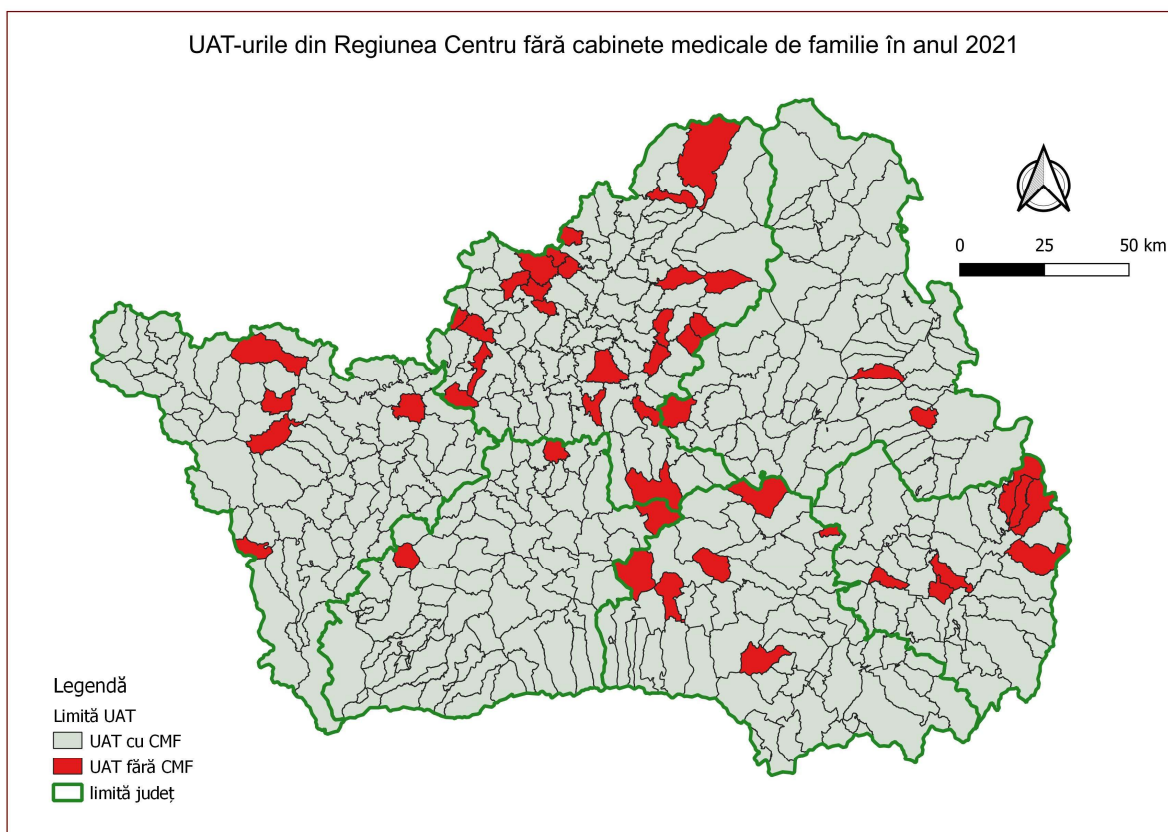 UAT-urile din Regiunea Centru fără cabinete medicale de familie în anul 2021
0 25 50 km
Legendă
Limită UAT
UAT cu CMF
UAT fără CMF
limită județ